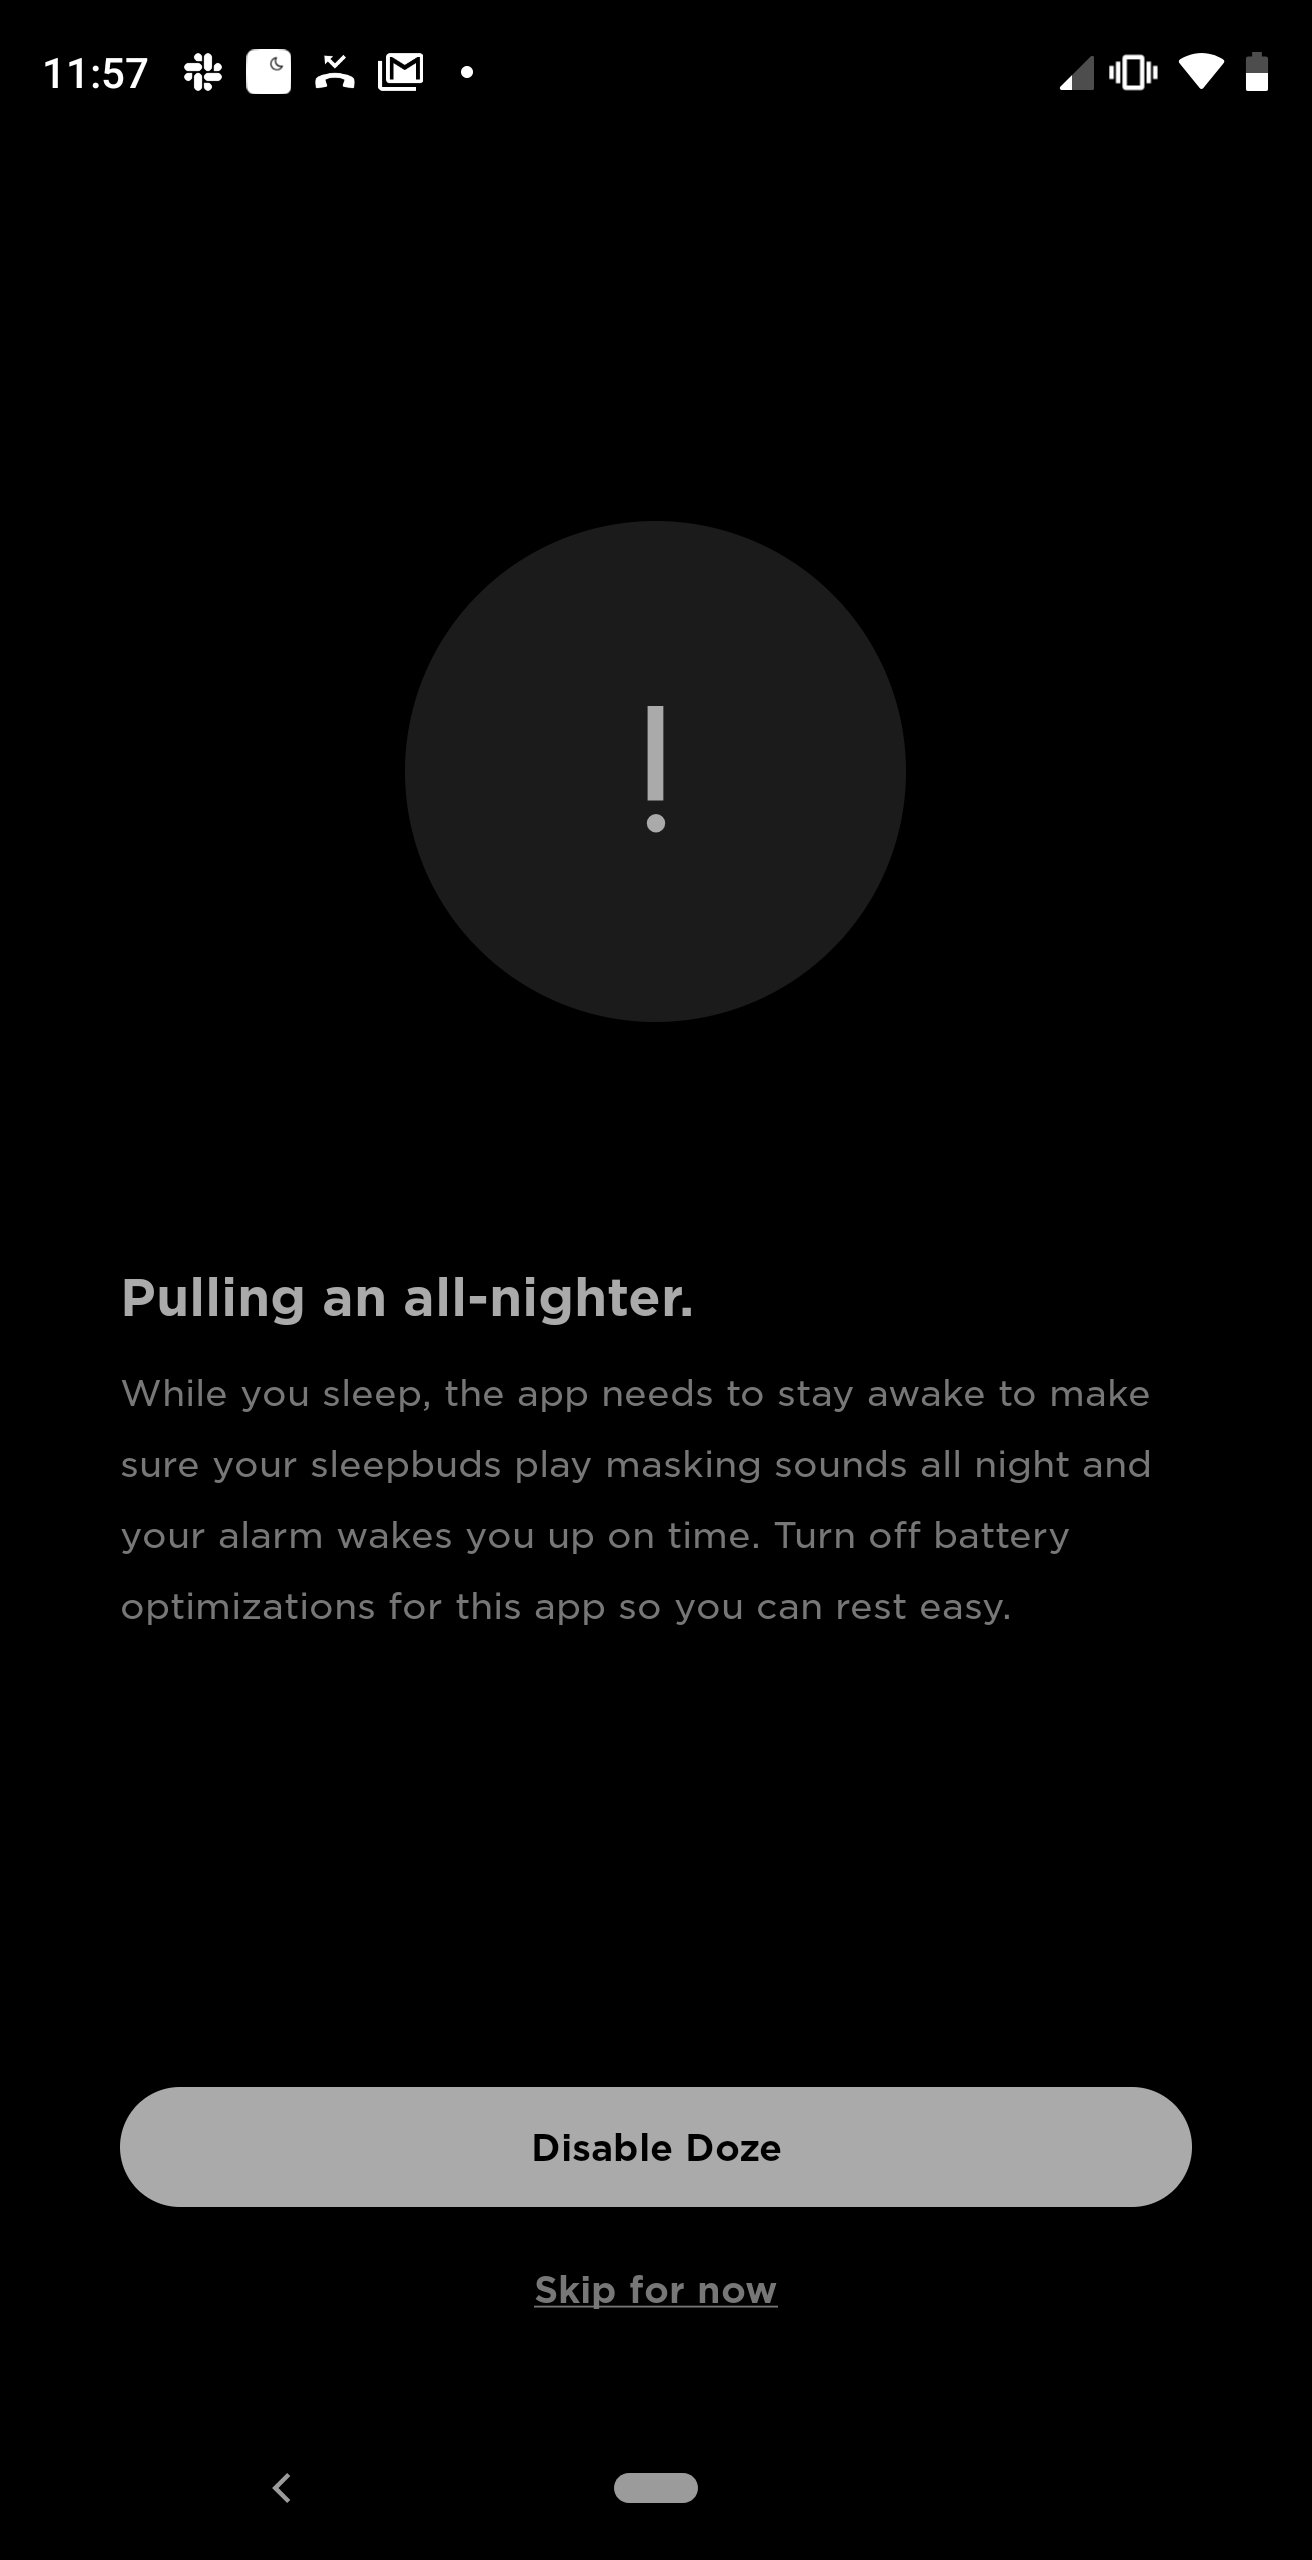 11:57
!
Pulling an all-nighter.
While you sleep, the app needs to stay awake to make
sure your sleepbuds play masking sounds all night and
your alarm wakes you up on time. Turn off battery
optimizations for this app so you can rest easy.
Disable Doze
Skip for now